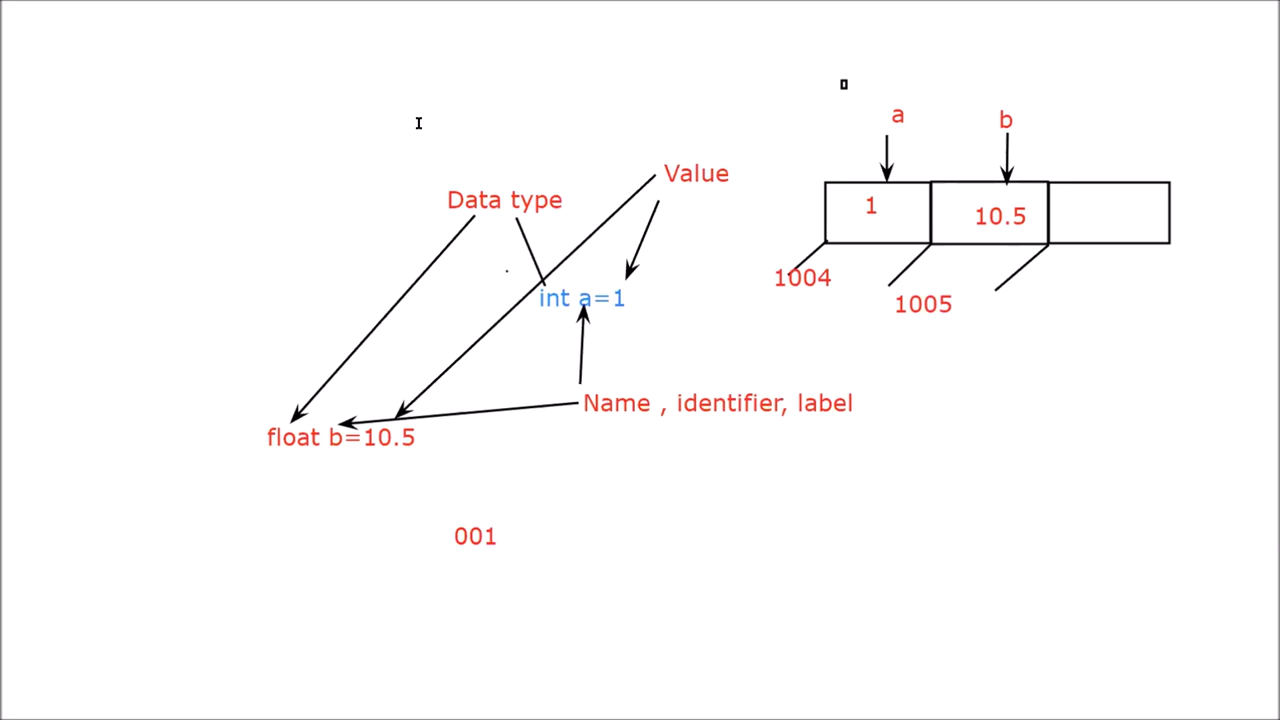 a
b
Value
Data type
1
10.5
1004
int a=1
1005
Name , identifier, label
float b=10.5
001